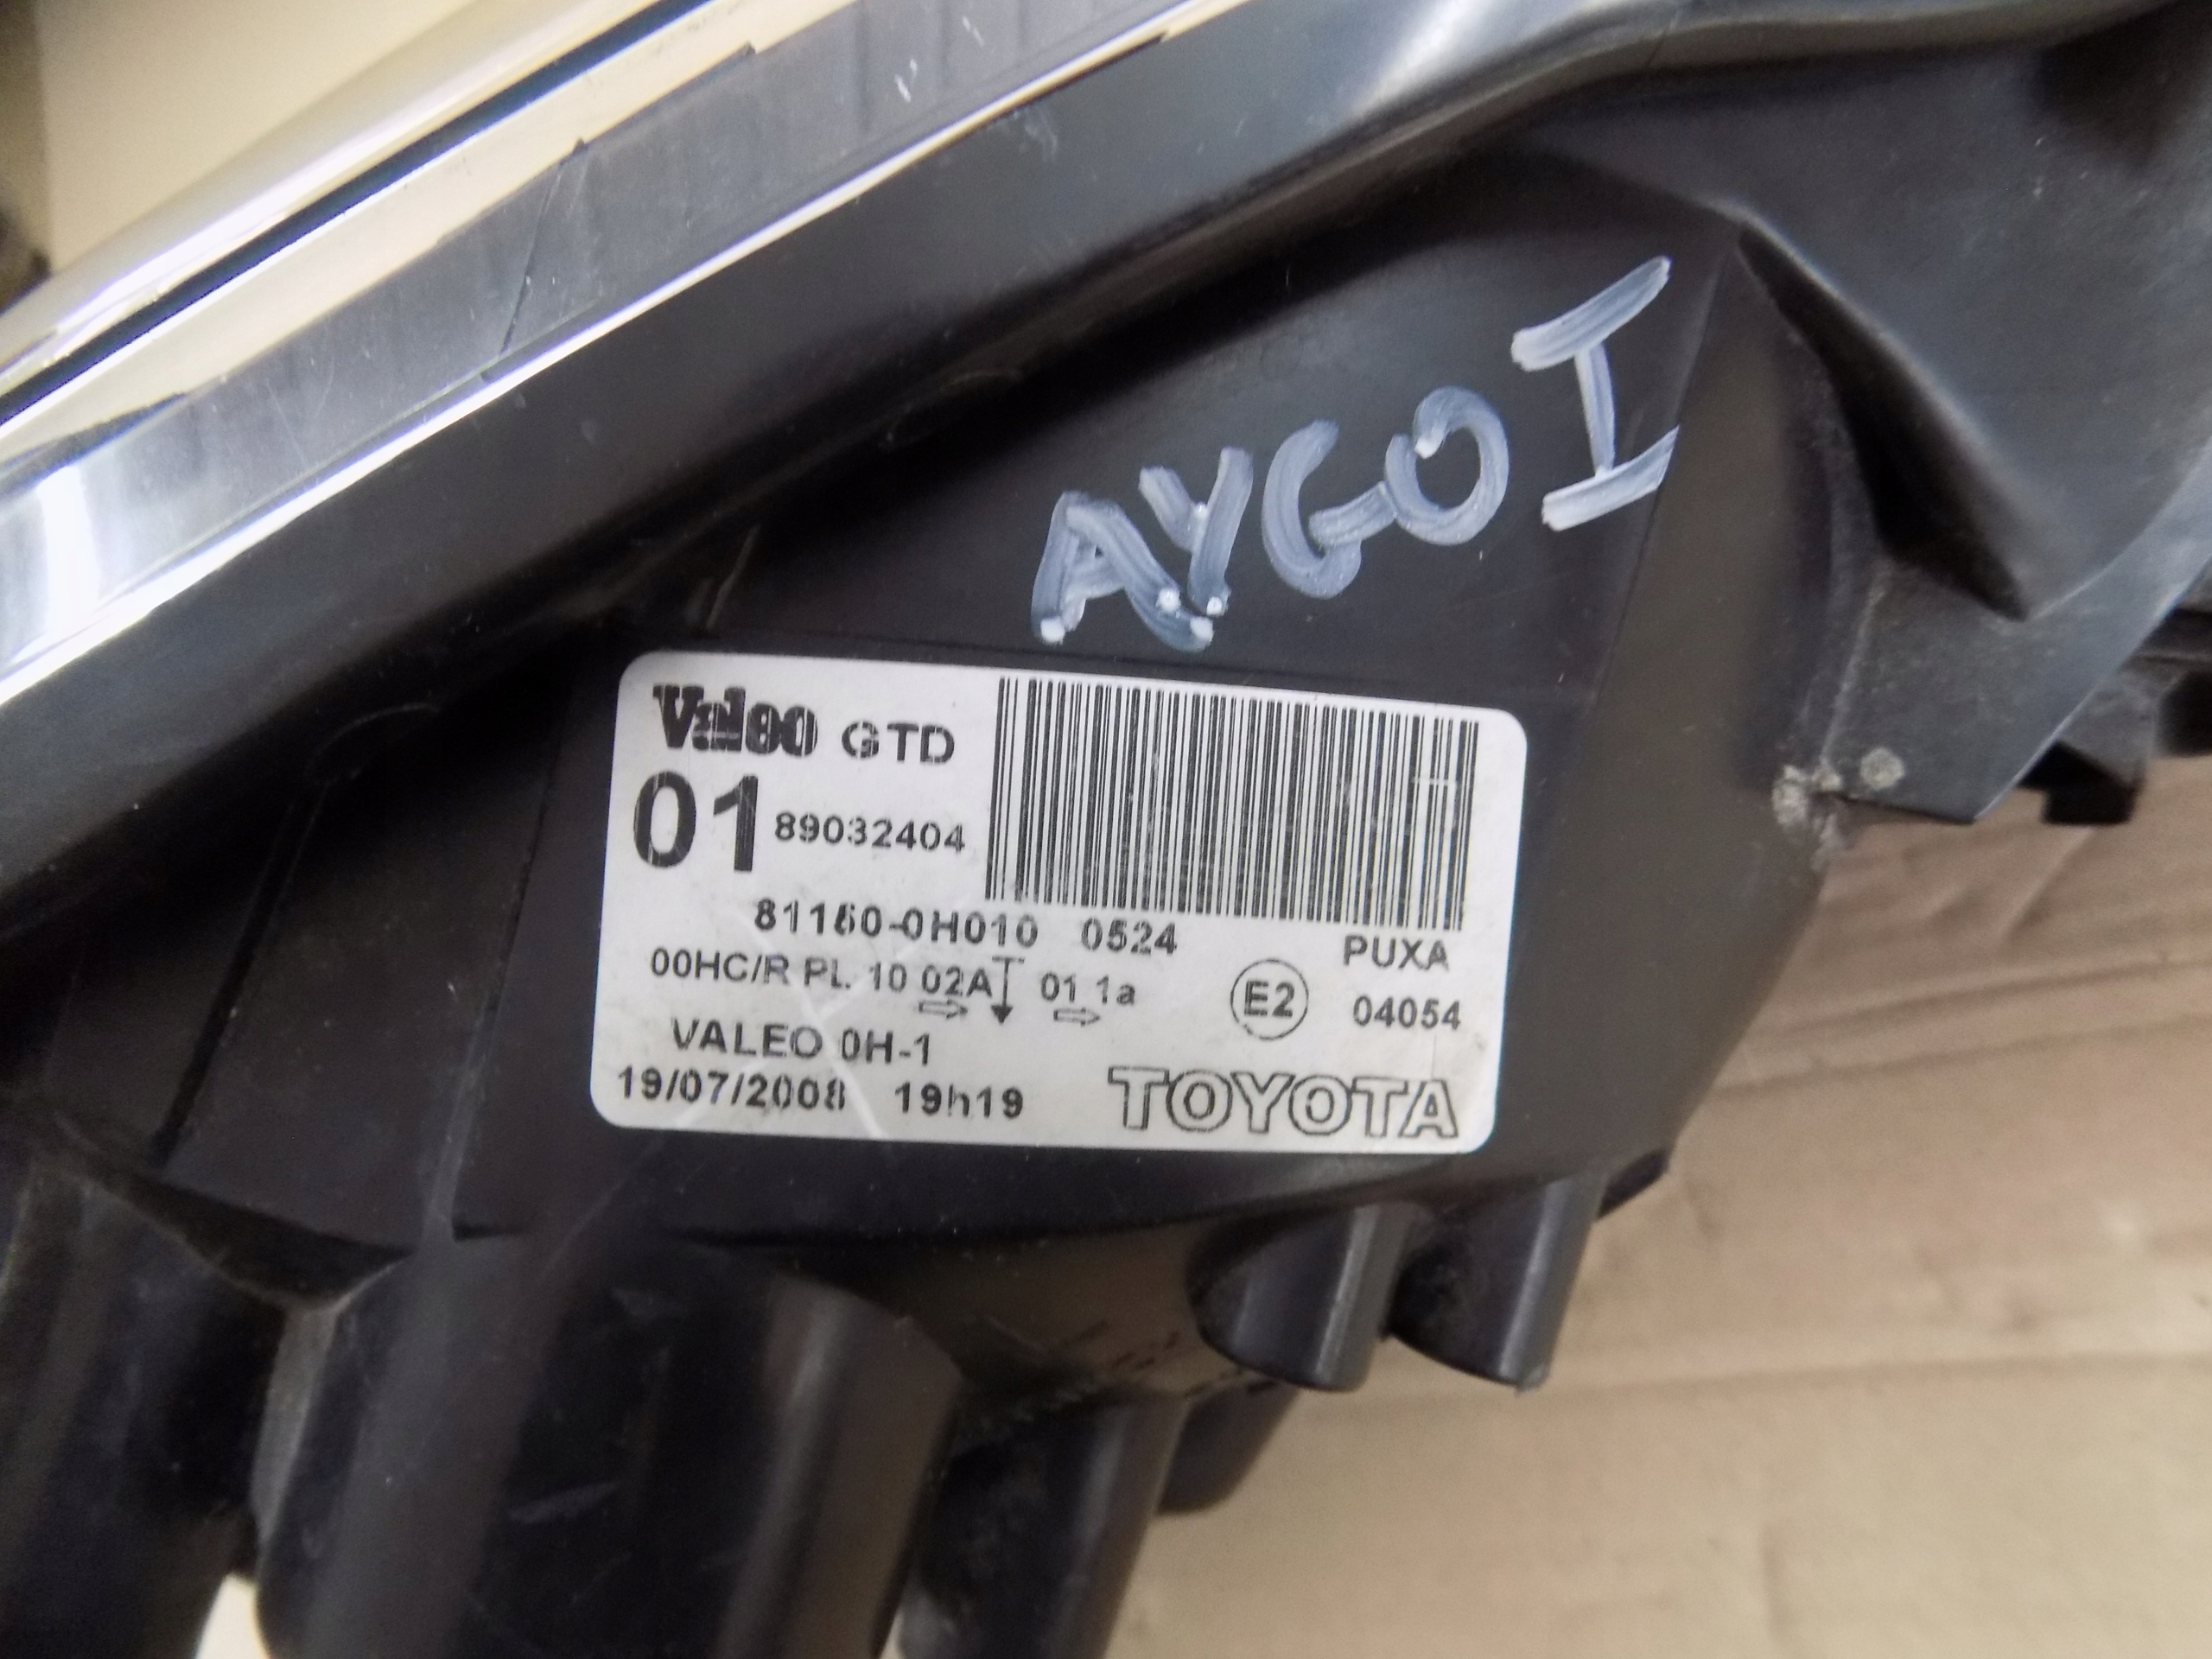 AYGO I
Valeo GTD
01 89032404
81150-0H010 0524 PUXA
00HC/R PL. 10 02A 01 1a E2 04054
VALEO 0H-1
19/07/2008 19h19 TOYOTA